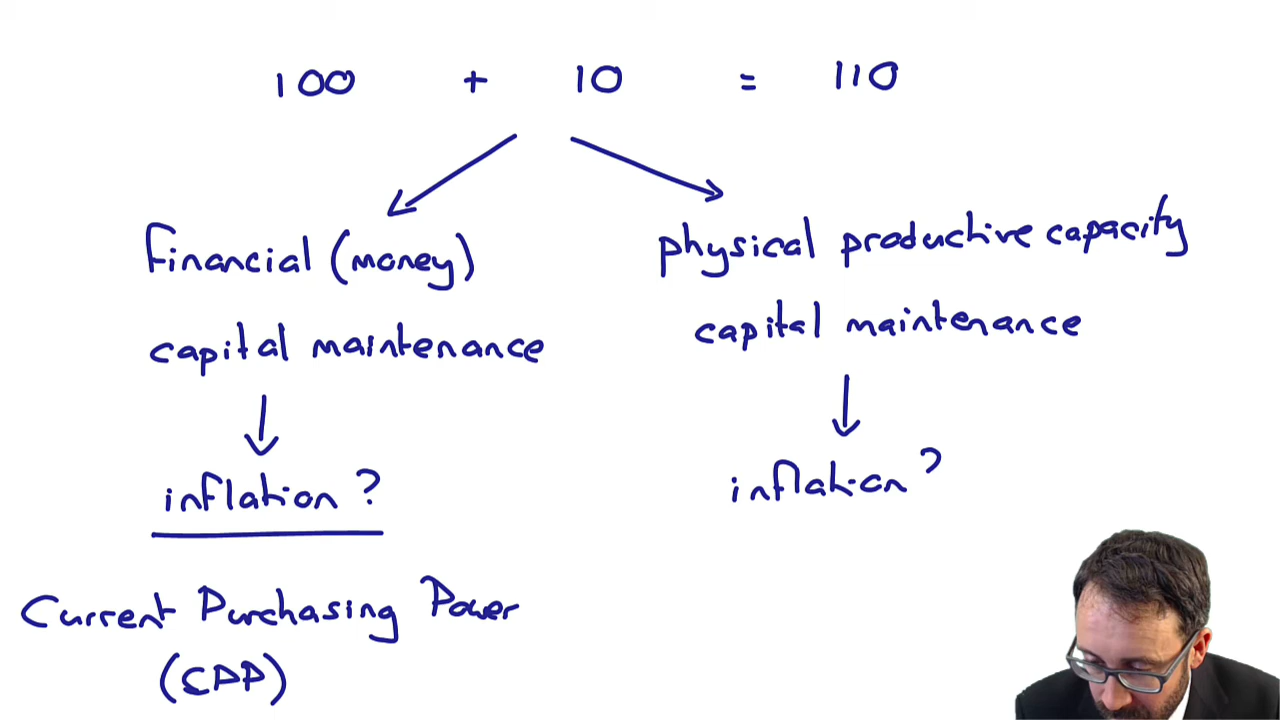 100 + 10 = 110
financial (money)
capital maintenance
inflation?
Current Purchasing Power
(CPP)
physical productive capacity
capital maintenance
inflation?